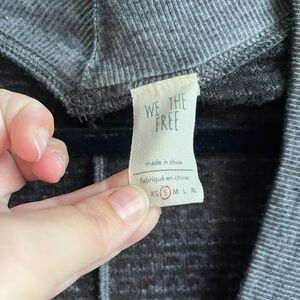 WE THE
FREE
made in china
fabriqué en chine
XS S M L XL